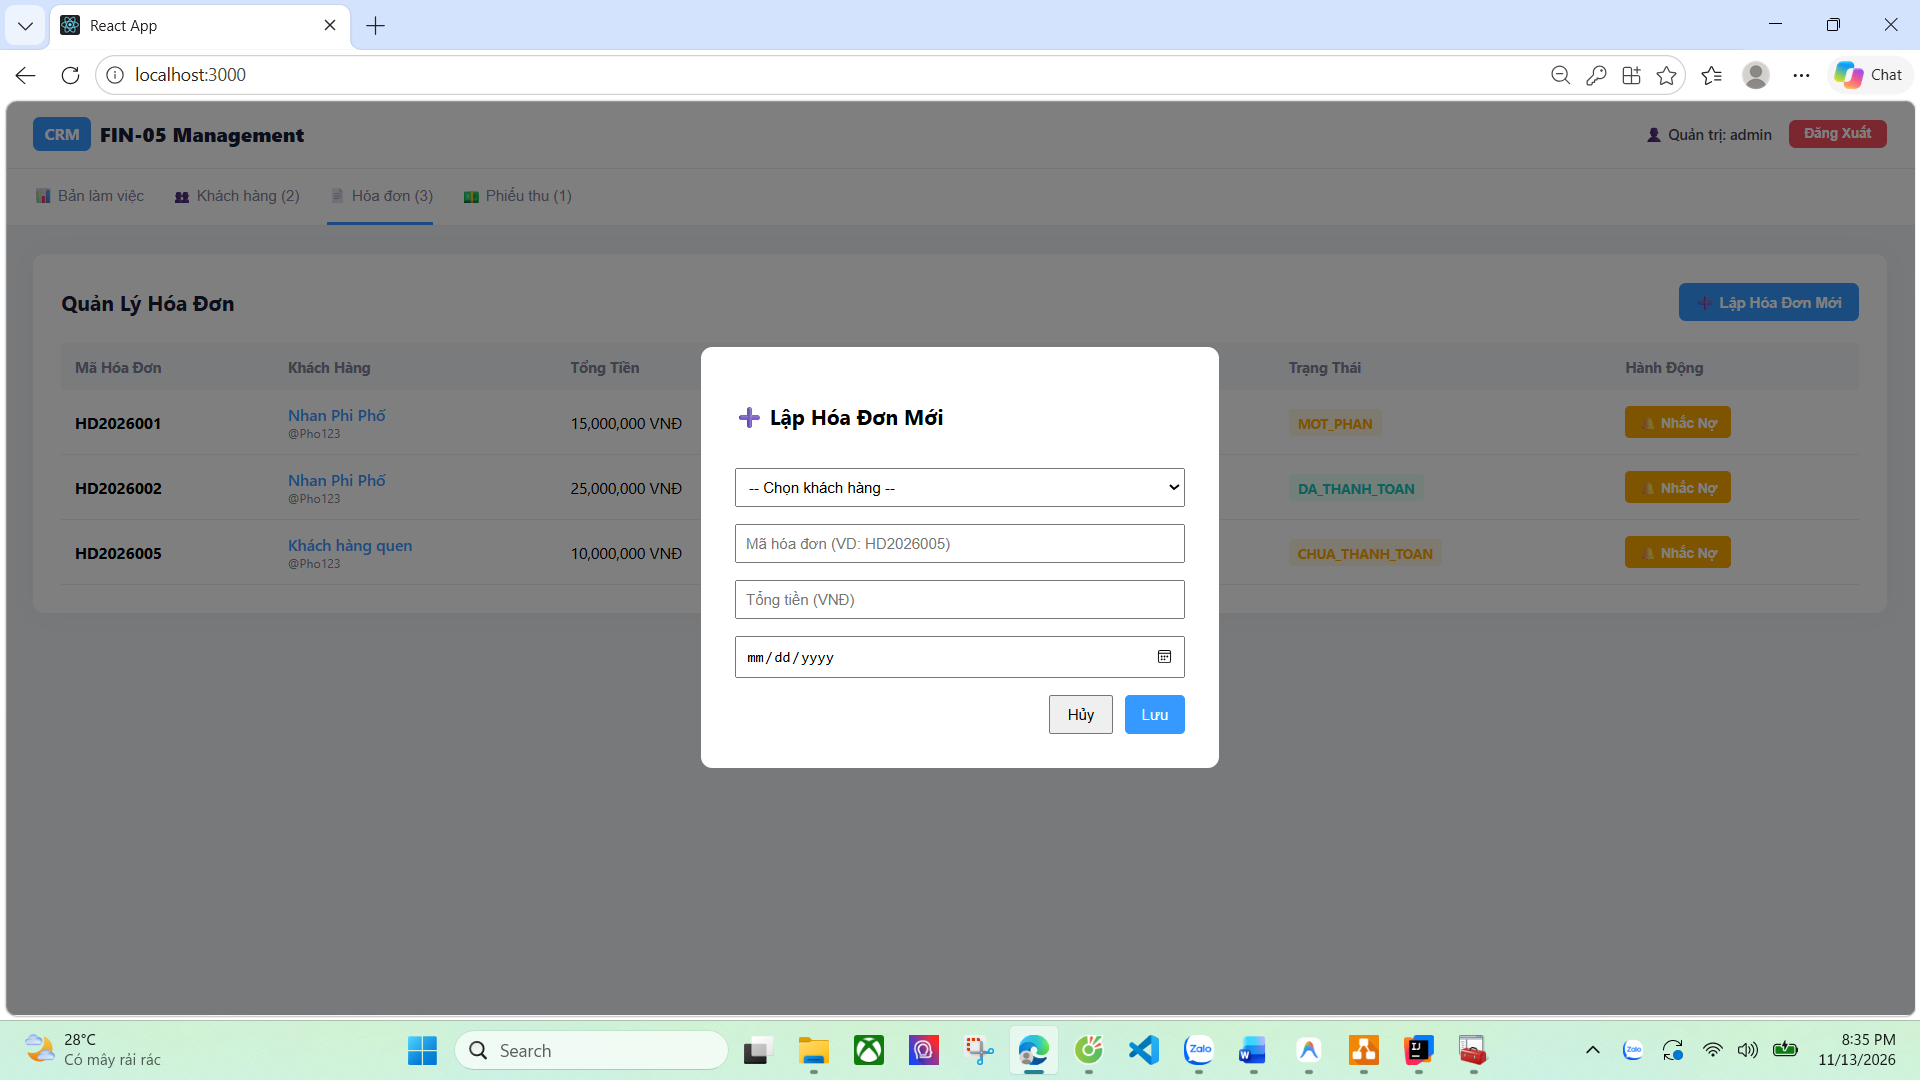 React App
localhost:3000
Chat
CRM FIN-05 Management
Quản trị: admin
Đăng Xuất
Bản làm việc
Khách hàng (2)
Hóa đơn (3)
Phiếu thu (1)
Quản Lý Hóa Đơn
Lập Hóa Đơn Mới
Mã Hóa Đơn Khách Hàng Tổng Tiền Trạng Thái Hành Động
HD2026001 Nhan Phi Phố 15,000,000 VNĐ MOT_PHAN Nhắc Nợ
@Pho123
HD2026002 Nhan Phi Phố 25,000,000 VNĐ DA_THANH_TOAN Nhắc Nợ
@Pho123
HD2026005 Khách hàng quen 10,000,000 VNĐ CHUA_THANH_TOAN Nhắc Nợ
@Pho123
Lập Hóa Đơn Mới
-- Chọn khách hàng --
Mã hóa đơn (VD: HD2026005)
Tổng tiền (VNĐ)
mm/dd/yyyy
Hủy
Lưu
28°C
Có mây rải rác
Search
Zalo
W
IJ
Zalo
8:35 PM
11/13/2026